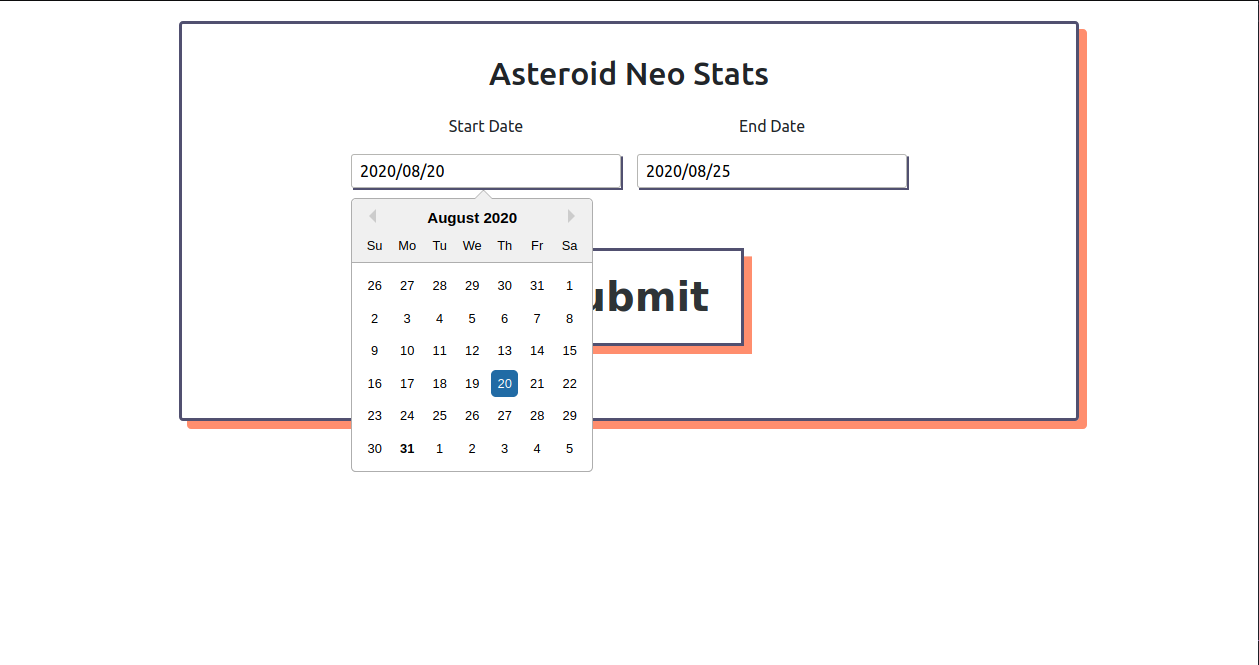 Asteroid Neo Stats
Start Date End Date
2020/08/20 2020/08/25
August 2020
Su Mo Tu We Th Fr Sa
26 27 28 29 30 31 1
2 3 4 5 6 7 8
9 10 11 12 13 14 15
16 17 18 19 20 21 22
23 24 25 26 27 28 29
30 31 1 2 3 4 5
ubmit